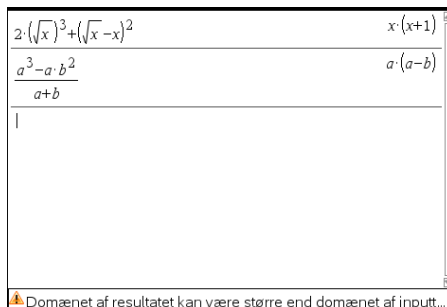 2·(√x)³+(√x−x)² x·(x+1)
a³−a·b² a·(a−b)
a+b
Domænet af resultatet kan være større end domænet af inputt...